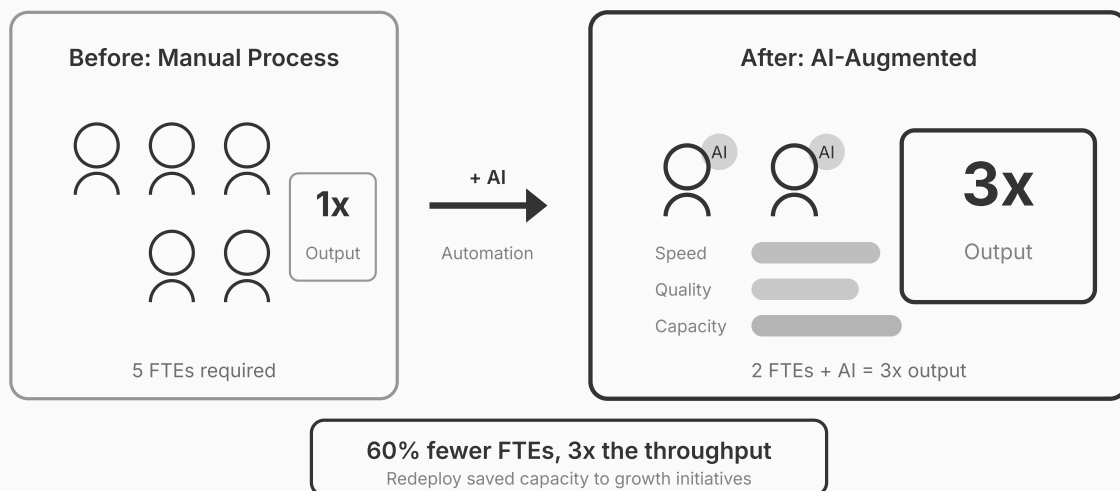 Before: Manual Process
1x
Output
5 FTEs required
+ AI
Automation
After: AI-Augmented
AI
AI
3x
Output
Speed
Quality
Capacity
2 FTEs + AI = 3x output
60% fewer FTEs, 3x the throughput
Redeploy saved capacity to growth initiatives